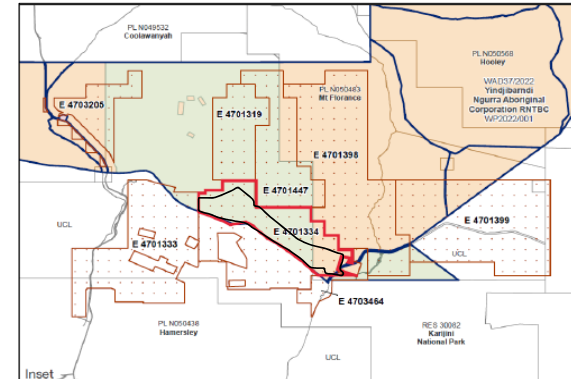 PL N049532
Coolawanyah
PL N050568
Hooley
WAD37/2022
Yindjibarndi
Ngurra Aboriginal
Corporation RNTBC
WP2022/001
E 4703205
PL N050483
Mt Florance
E 4701319
E 4701398
E 4701447
E 4701399
UCL
E 4701334
E 4701333
UCL
E 4703464
PL N050438
Hamersley
RES 30082
Karijini
National Park
UCL
Inset